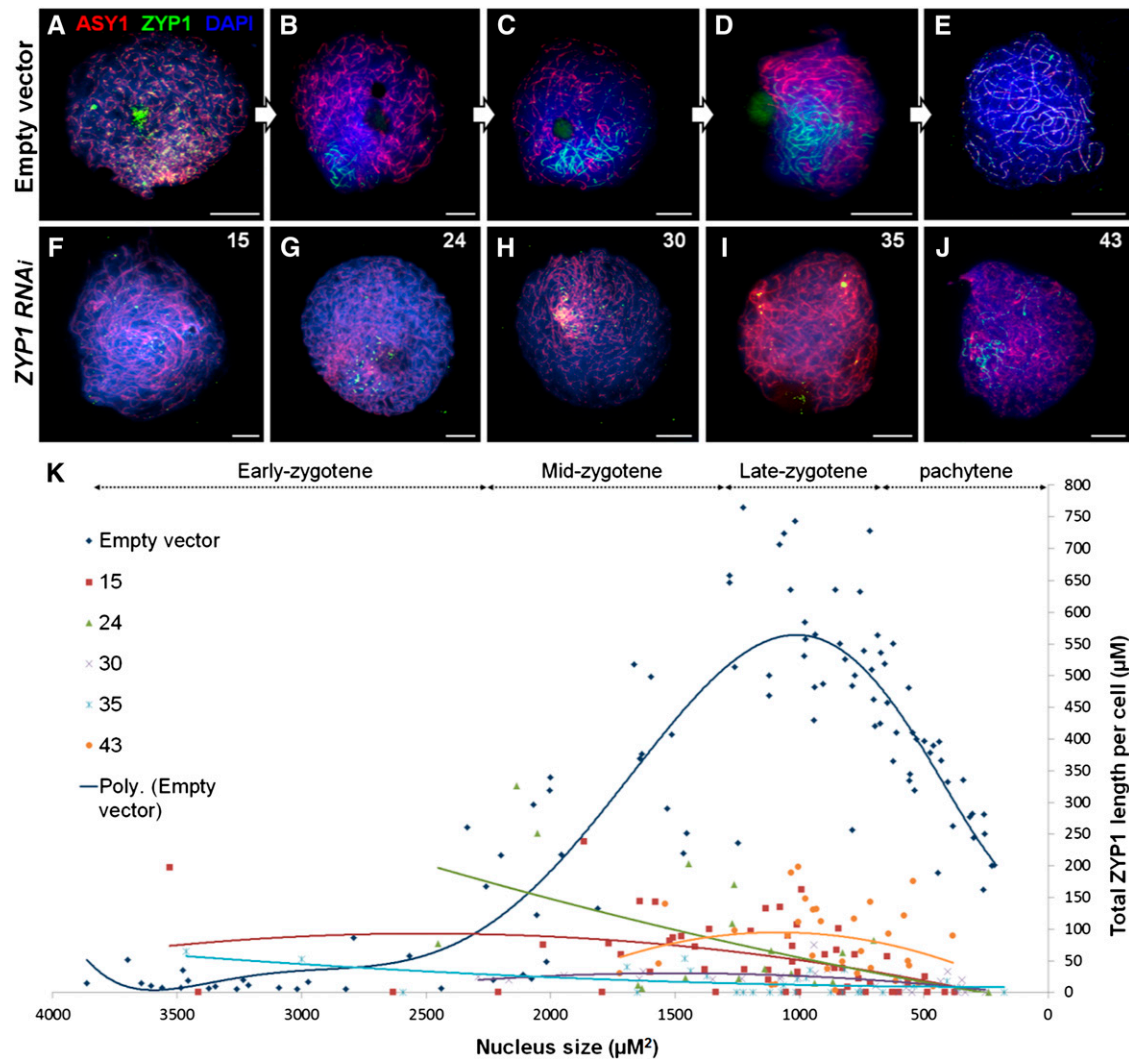 A ASY1 ZYP1 DAPI B C D E
Empty vector
F 15 G 24 H 30 I 35 J 43
ZYP1 RNAi
K Early-zygotene Mid-zygotene Late-zygotene pachytene
Empty vector
15
24
30
35
43
Poly. (Empty
vector)
800
750
700
650
600
550
500
450
400
350
300
250
200
150
100
50
0
Total ZYP1 length per cell (µM)
4000 3500 3000 2500 2000 1500 1000 500 0
Nucleus size (µM²)